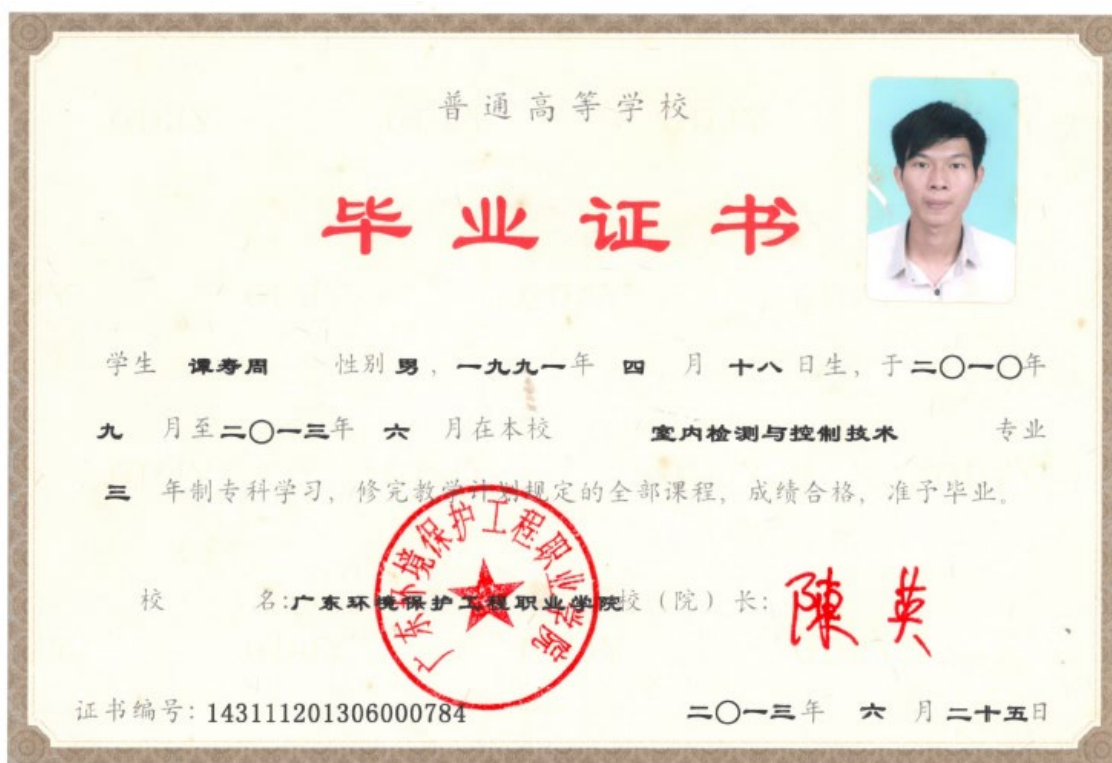 普通高等学校
毕业证书
学生 谭寿周 性别 男，一九九一年 四 月 十八 日生，于二〇一〇年
九 月至二〇一三年 六 月在本校 室内检测与控制技术 专业
三 年制专科学习，修完教学计划规定的全部课程，成绩合格，准予毕业。
校 名：广东环境保护工程职业学院 校（院）长：陳英
广东环境保护工程职业学院
证书编号：143111201306000784 二〇一三年 六 月二十五日